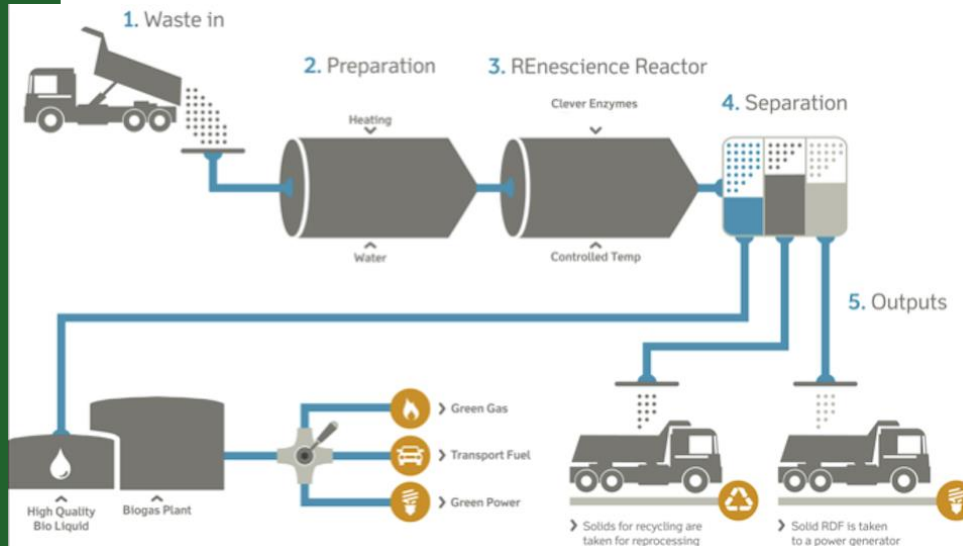 1. Waste in
2. Preparation
3. REnescience Reactor
Clever Enzymes
4. Separation
Heating
Water
Controlled Temp
5. Outputs
Green Gas
Transport Fuel
Green Power
High Quality
Bio Liquid
Biogas Plant
Solids for recycling are
taken for reprocessing
Solid RDF is taken
to a power generator